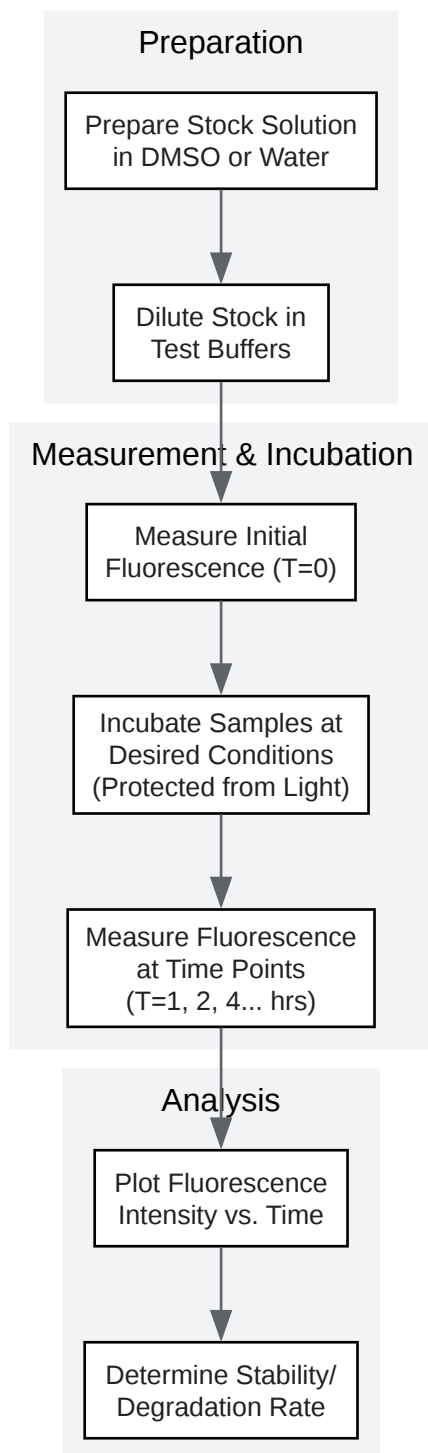 Preparation
Prepare Stock Solution
in DMSO or Water
Dilute Stock in
Test Buffers
Measurement & Incubation
Measure Initial
Fluorescence (T=0)
Incubate Samples at
Desired Conditions
(Protected from Light)
Measure Fluorescence
at Time Points
(T=1, 2, 4... hrs)
Analysis
Plot Fluorescence
Intensity vs. Time
Determine Stability/
Degradation Rate